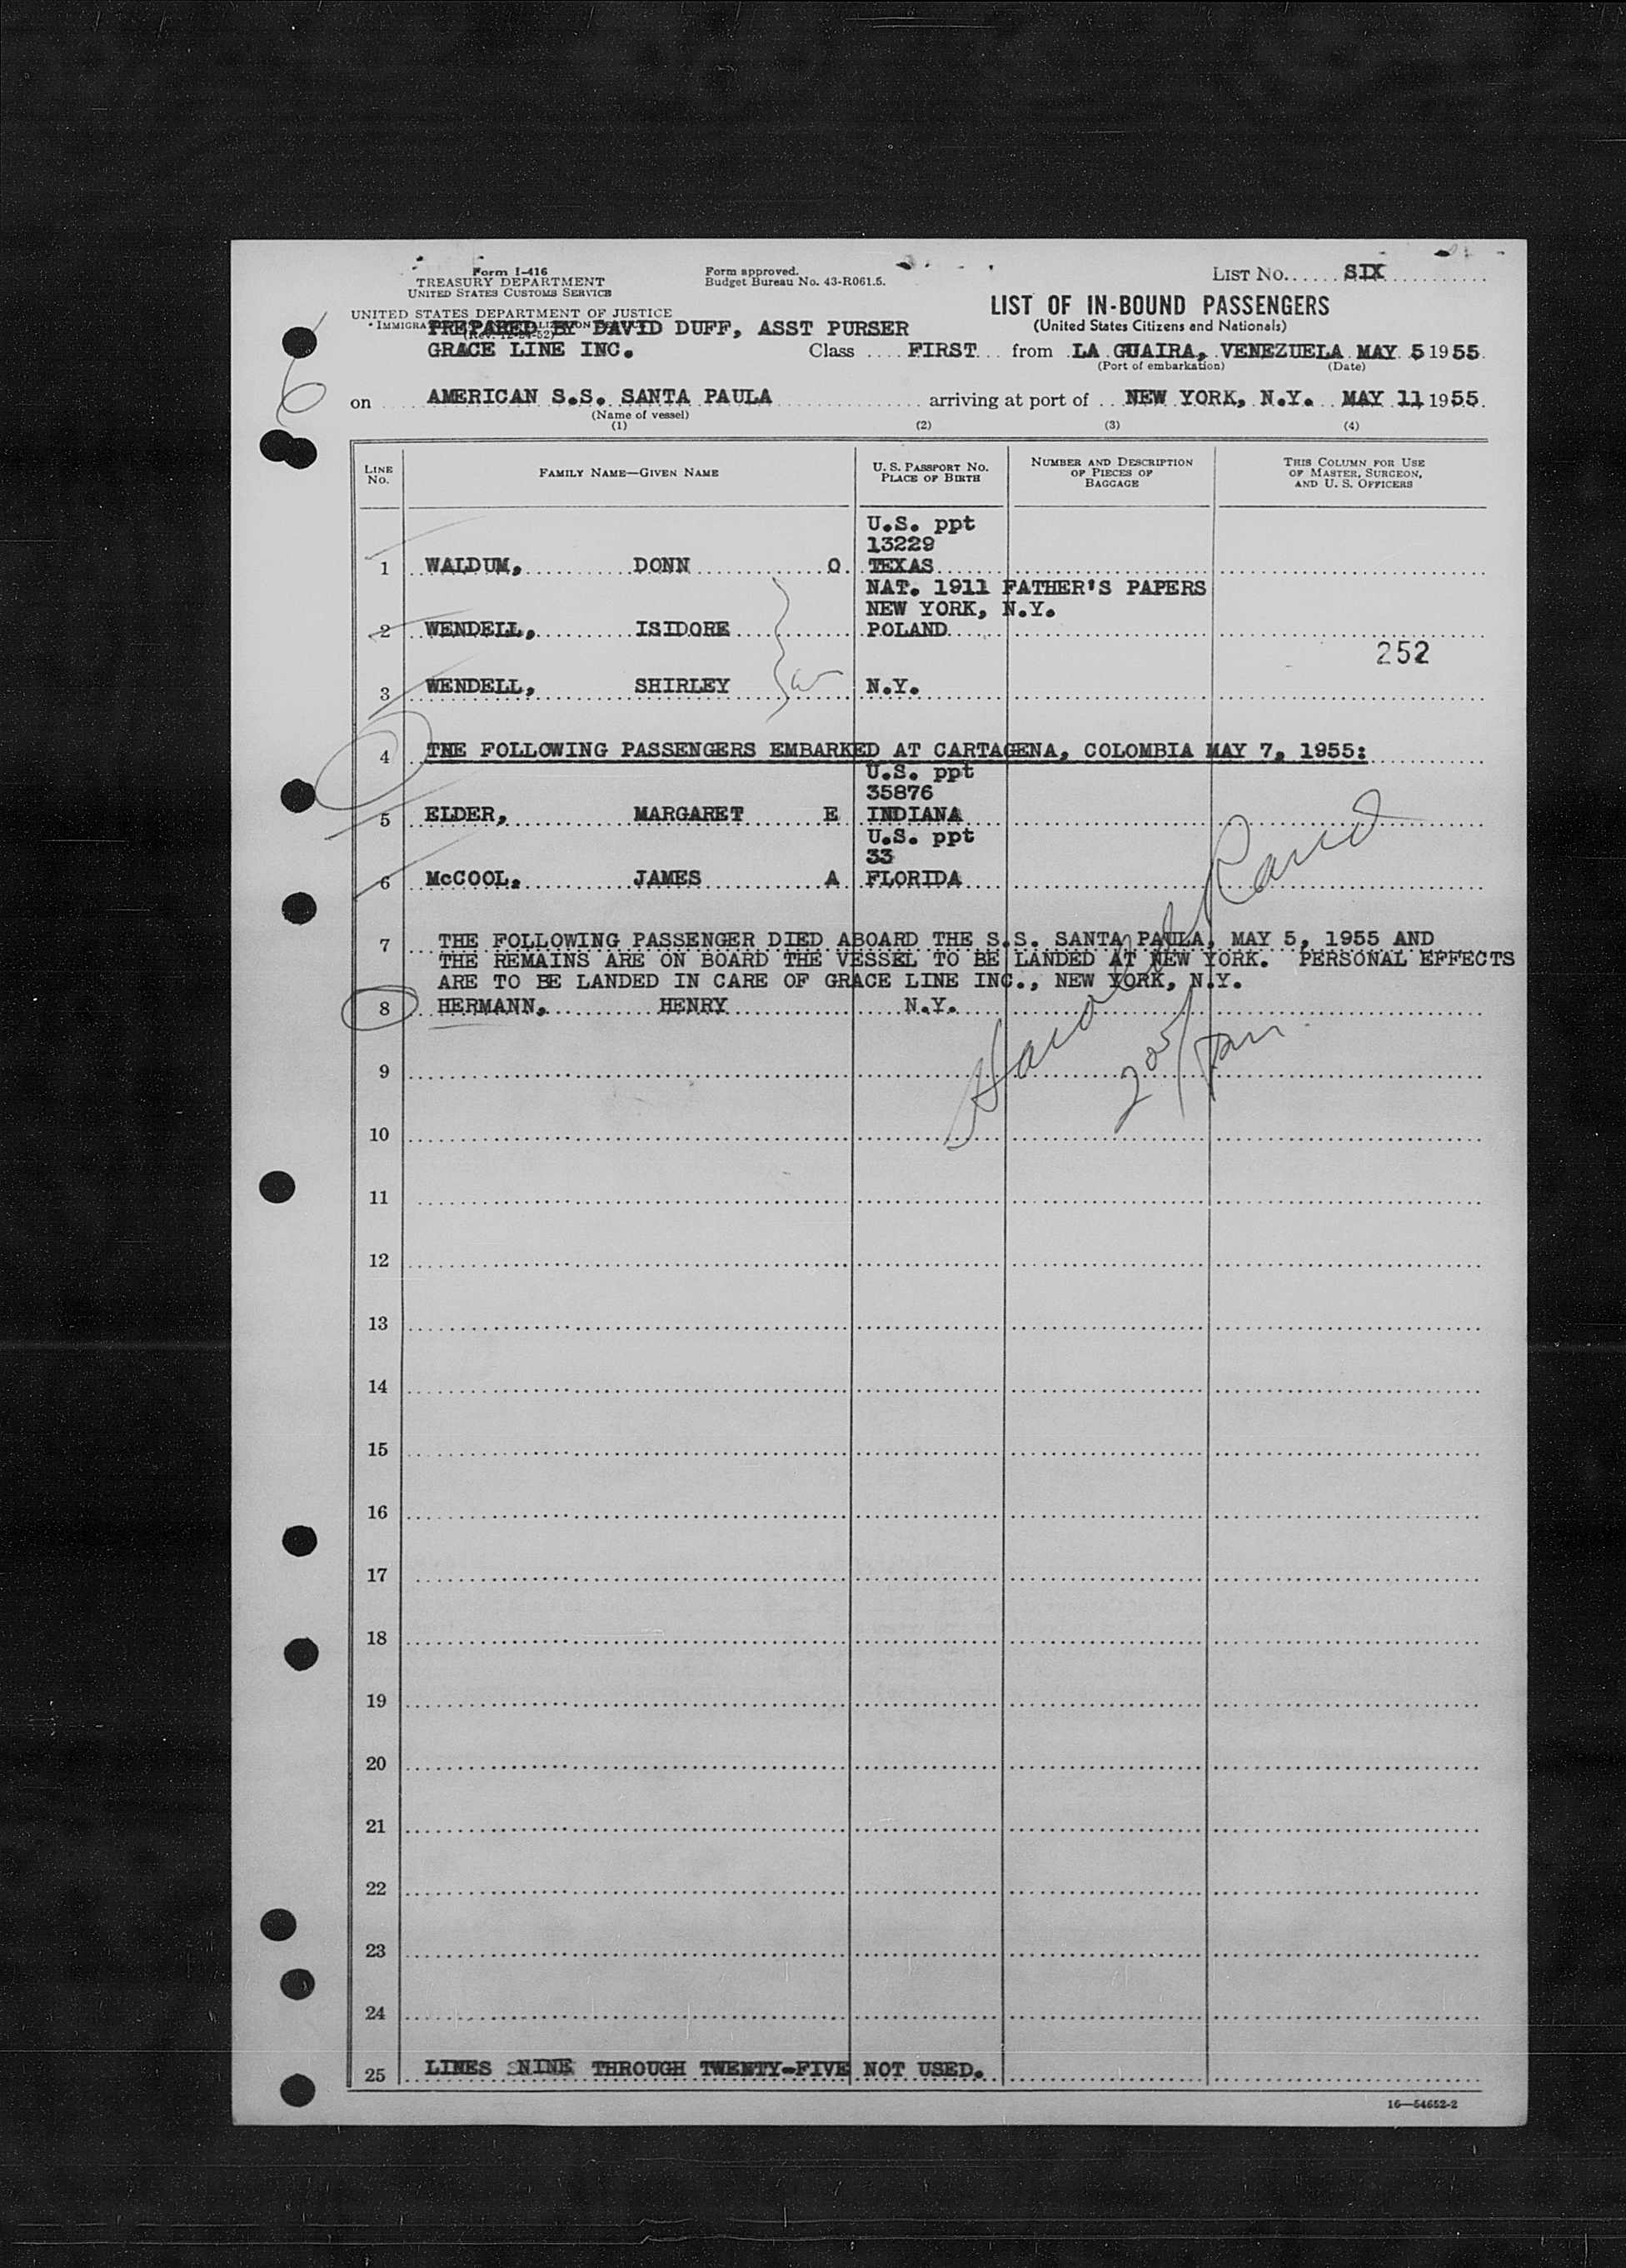 Form I-416
TREASURY DEPARTMENT
UNITED STATES CUSTOMS SERVICE
UNITED STATES DEPARTMENT OF JUSTICE
Form approved.
Budget Bureau No. 43-R061.5.
LIST No. SIX
LIST OF IN-BOUND PASSENGERS
(United States Citizens and Nationals)
PREPARED BY DAVID DUFF, ASST PURSER
GRACE LINE INC. Class FIRST from LA GUAIRA, VENEZUELA MAY 5 1955
(Port of embarkation) (Date)
6
on AMERICAN S.S. SANTA PAULA arriving at port of NEW YORK, N.Y. MAY 11 1955.
(Name of vessel)
(1) (2) (3) (4)
LINE No. FAMILY NAME—GIVEN NAME U. S. PASSPORT NO. PLACE OF BIRTH NUMBER AND DESCRIPTION OF PIECES OF BAGGAGE THIS COLUMN FOR USE OF MASTER, SURGEON, AND U. S. OFFICERS
U.S. ppt
13229
1 WALDUM, DONN O TEXAS
NAT. 1911 FATHER'S PAPERS
NEW YORK, N.Y.
2 WENDELL, ISIDORE POLAND
252
3 WENDELL, SHIRLEY N.Y.
4 THE FOLLOWING PASSENGERS EMBARKED AT CARTAGENA, COLOMBIA MAY 7, 1955:
U.S. ppt
35876
5 ELDER, MARGARET E INDIANA
U.S. ppt
33
6 McCOOL, JAMES A FLORIDA
7 THE FOLLOWING PASSENGER DIED ABOARD THE S.S. SANTA PAULA, MAY 5, 1955 AND
THE REMAINS ARE ON BOARD THE VESSEL TO BE LANDED AT NEW YORK. PERSONAL EFFECTS
ARE TO BE LANDED IN CARE OF GRACE LINE INC., NEW YORK, N.Y.
8 HERMANN, HENRY N.Y.
9
10
11
12
13
14
15
16
17
18
19
20
21
22
23
24
25 LINES NINE THROUGH TWENTY-FIVE NOT USED.
16—54652-2